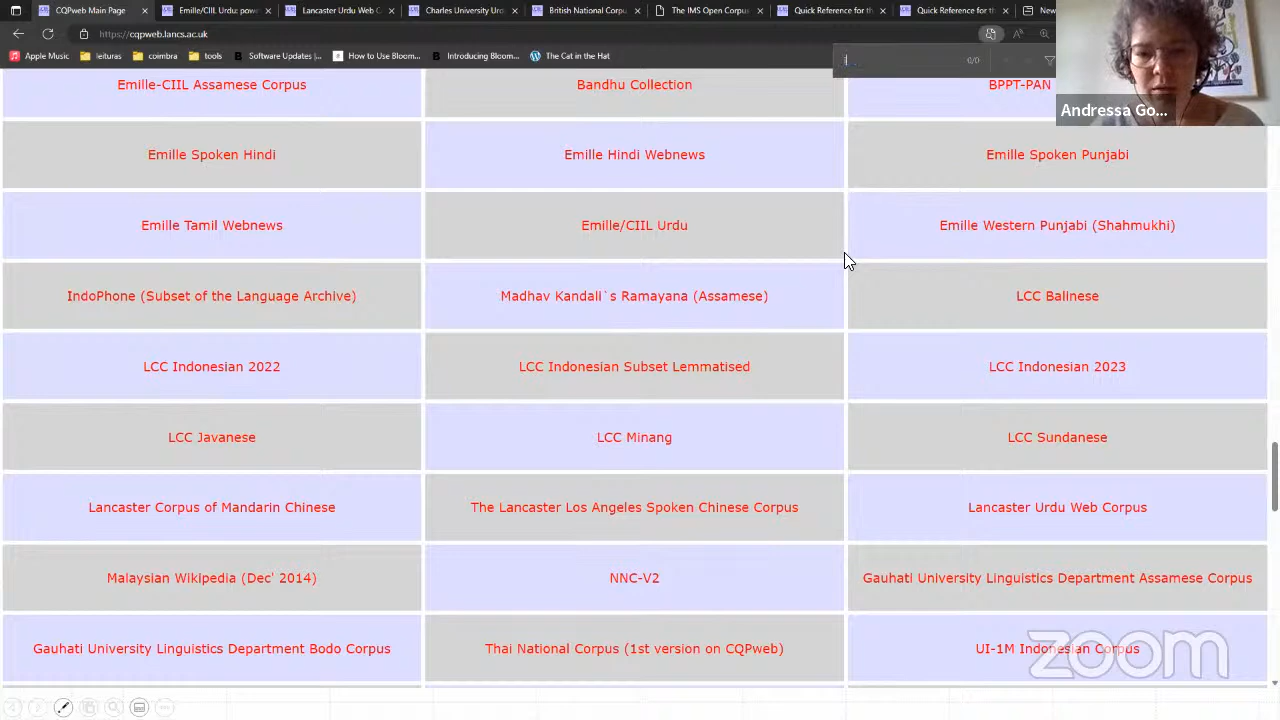 CQPweb Main Page
Emille/CIIL Urdu: pow
Lancaster Urdu Web C
Charles University Urdu
British National Corpu
The IMS Open Corpus
Quick Reference for th
Quick Reference for th
New
https://cqpweb.lancs.ac.uk
Apple Music
leituras
coimbra
tools
Software Updates |...
How to Use Bloom...
Introducing Bloom...
The Cat in the Hat
0/0
Andressa Go...
Emille-CIIL Assamese Corpus
Bandhu Collection
BPPT-PAN
Emille Spoken Hindi
Emille Hindi Webnews
Emille Spoken Punjabi
Emille Tamil Webnews
Emille/CIIL Urdu
Emille Western Punjabi (Shahmukhi)
IndoPhone (Subset of the Language Archive)
Madhav Kandali`s Ramayana (Assamese)
LCC Balinese
LCC Indonesian 2022
LCC Indonesian Subset Lemmatised
LCC Indonesian 2023
LCC Javanese
LCC Minang
LCC Sundanese
Lancaster Corpus of Mandarin Chinese
The Lancaster Los Angeles Spoken Chinese Corpus
Lancaster Urdu Web Corpus
Malaysian Wikipedia (Dec' 2014)
NNC-V2
Gauhati University Linguistics Department Assamese Corpus
Gauhati University Linguistics Department Bodo Corpus
Thai National Corpus (1st version on CQPweb)
UI-1M Indonesian Corpus
zoom